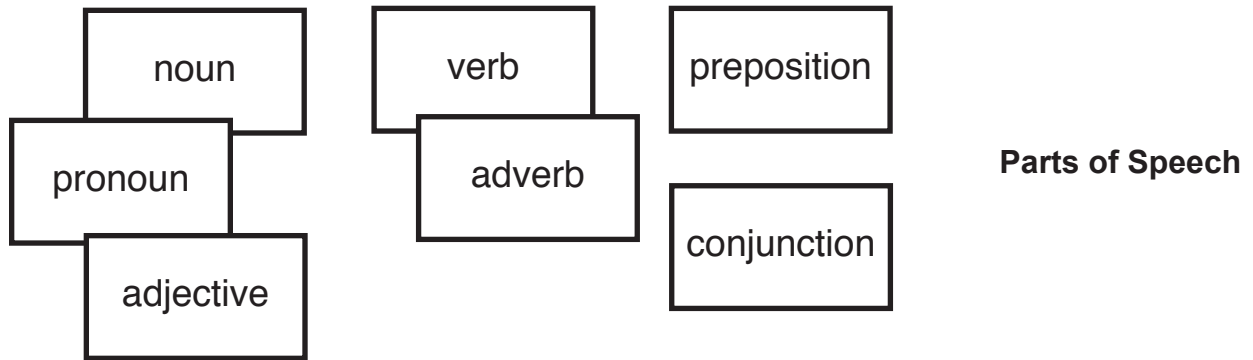 noun
pronoun
adjective
verb
adverb
preposition
conjunction
Parts of Speech